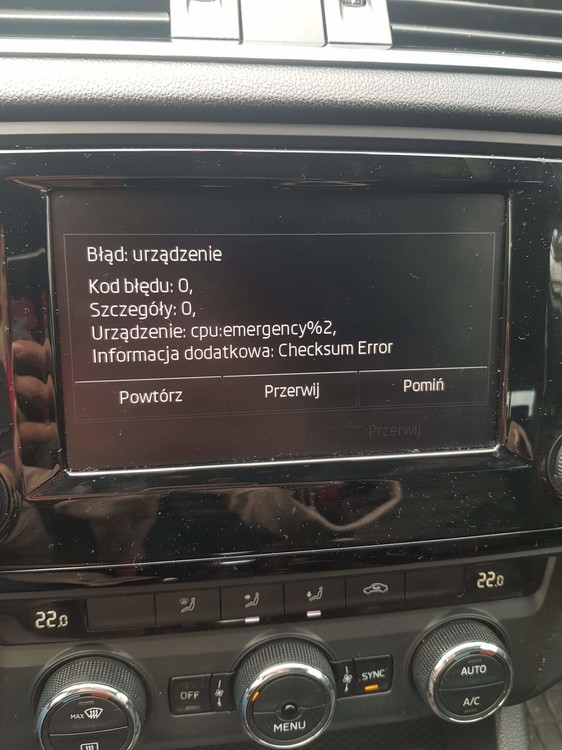 Błąd: urządzenie
Kod błędu: 0,
Szczegóły: 0,
Urządzenie: cpu:emergency%2,
Informacja dodatkowa: Checksum Error
Powtórz Przerwij Pomiń
Przerwij
22.0 22.0
OFF SYNC AUTO
MAX MENU A/C